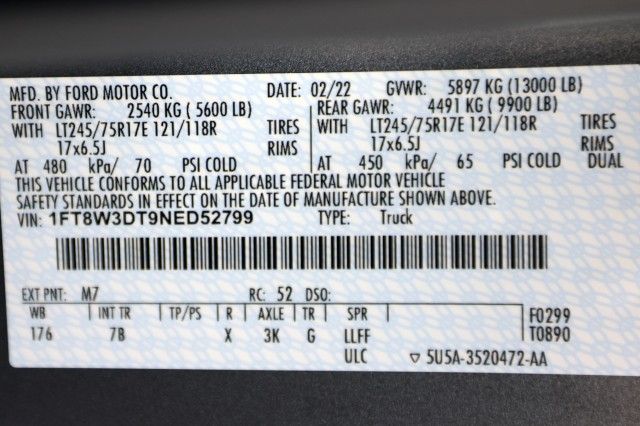 MFD. BY FORD MOTOR CO. DATE: 02/22 GVWR: 5897 KG (13000 LB)
FRONT GAWR: 2540 KG (5600 LB) REAR GAWR: 4491 KG (9900 LB)
WITH LT245/75R17E 121/118R TIRES WITH LT245/75R17E 121/118R TIRES
17x6.5J RIMS 17x6.5J RIMS
AT 480 kPa/ 70 PSI COLD AT 450 kPa/ 65 PSI COLD DUAL
THIS VEHICLE CONFORMS TO ALL APPLICABLE FEDERAL MOTOR VEHICLE
SAFETY STANDARDS IN EFFECT ON THE DATE OF MANUFACTURE SHOWN ABOVE.
VIN: 1FT8W3DT9NED52799 TYPE: Truck
EXT PNT: M7 RC: 52 DSO:
WB INT TR TP/PS R AXLE TR SPR F0299
176 7B X 3K G LLFF T0890
ULC ▽ 5U5A-3520472-AA